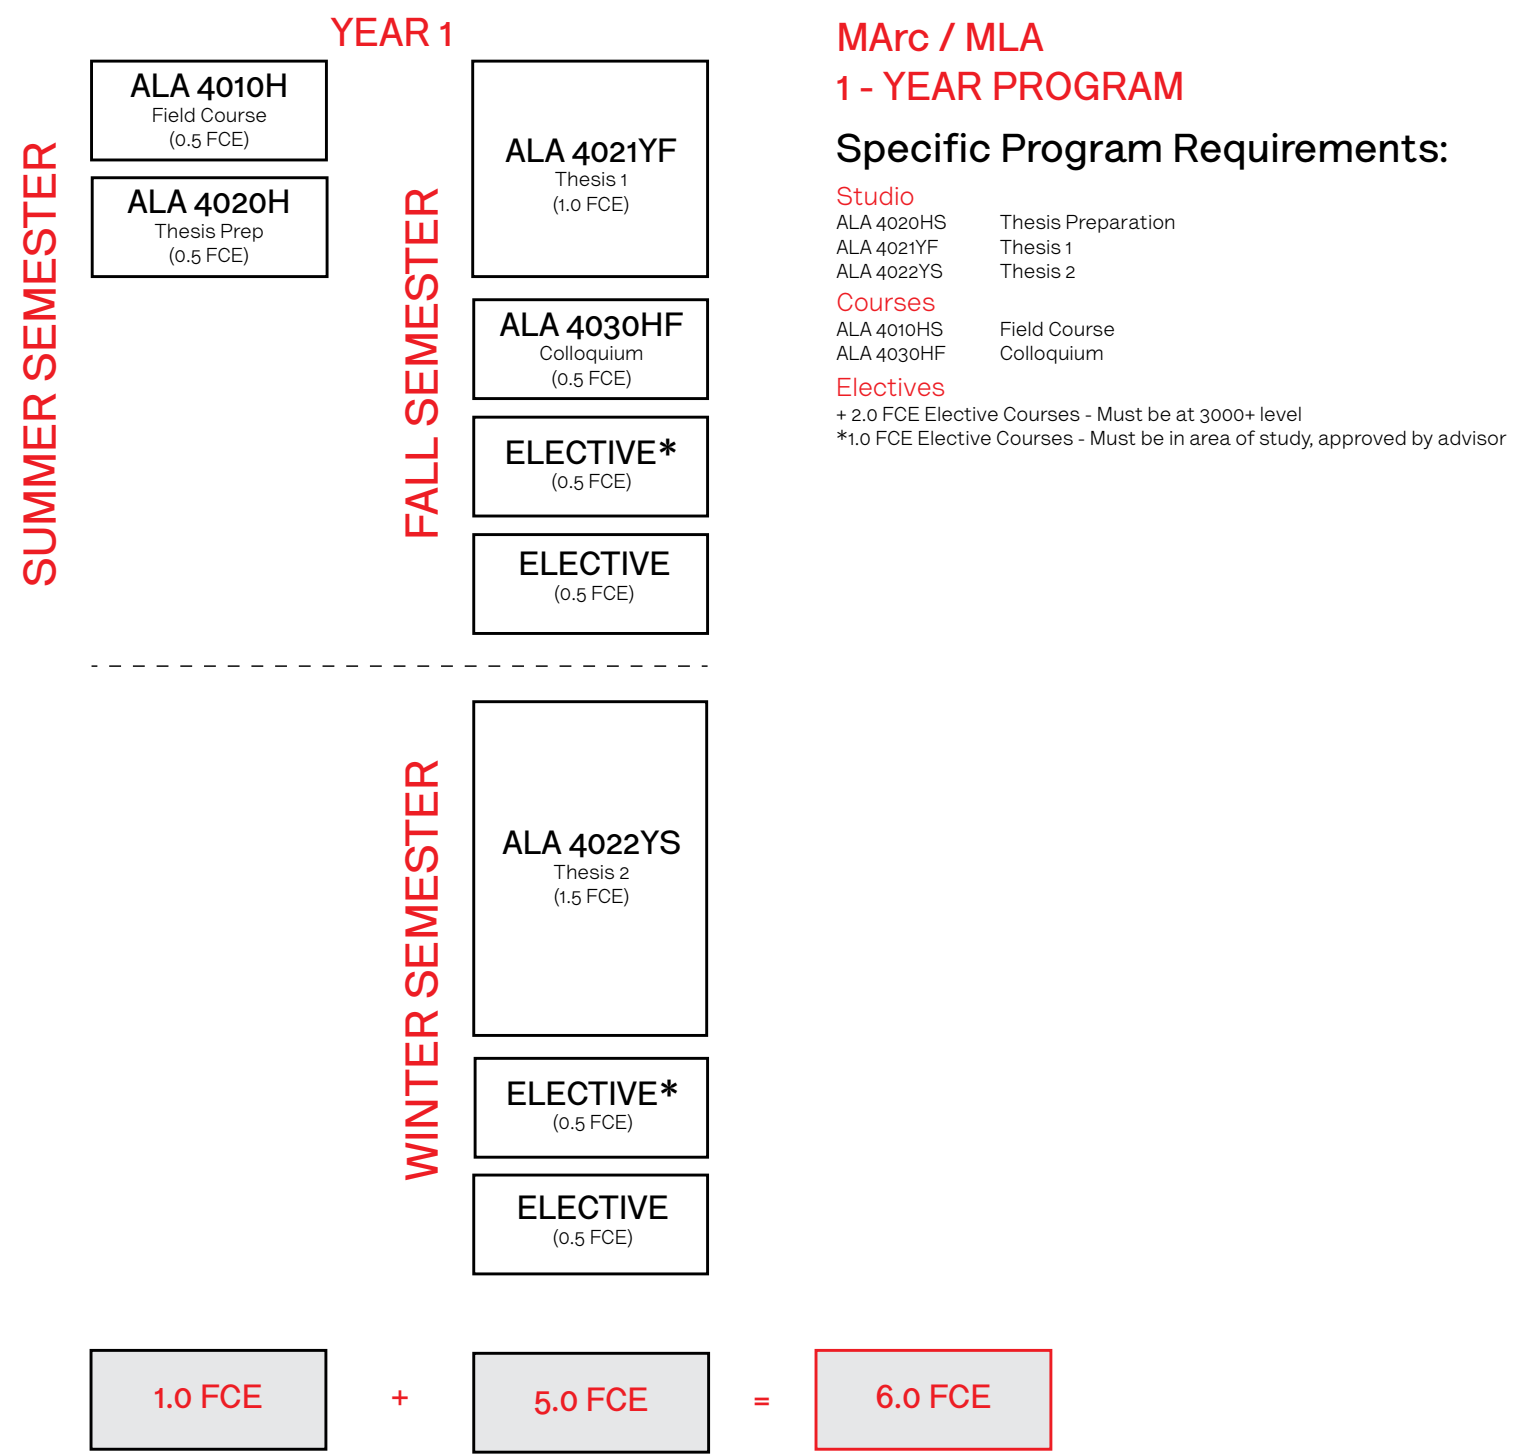 YEAR 1
SUMMER SEMESTER
ALA 4010H
Field Course
(0.5 FCE)
ALA 4020H
Thesis Prep
(0.5 FCE)
FALL SEMESTER
ALA 4021YF
Thesis 1
(1.0 FCE)
ALA 4030HF
Colloquium
(0.5 FCE)
ELECTIVE*
(0.5 FCE)
ELECTIVE
(0.5 FCE)
WINTER SEMESTER
ALA 4022YS
Thesis 2
(1.5 FCE)
ELECTIVE*
(0.5 FCE)
ELECTIVE
(0.5 FCE)
1.0 FCE + 5.0 FCE = 6.0 FCE
MArc / MLA
1 - YEAR PROGRAM
Specific Program Requirements:
Studio
ALA 4020HS Thesis Preparation
ALA 4021YF Thesis 1
ALA 4022YS Thesis 2
Courses
ALA 4010HS Field Course
ALA 4030HF Colloquium
Electives
+ 2.0 FCE Elective Courses - Must be at 3000+ level
*1.0 FCE Elective Courses - Must be in area of study, approved by advisor